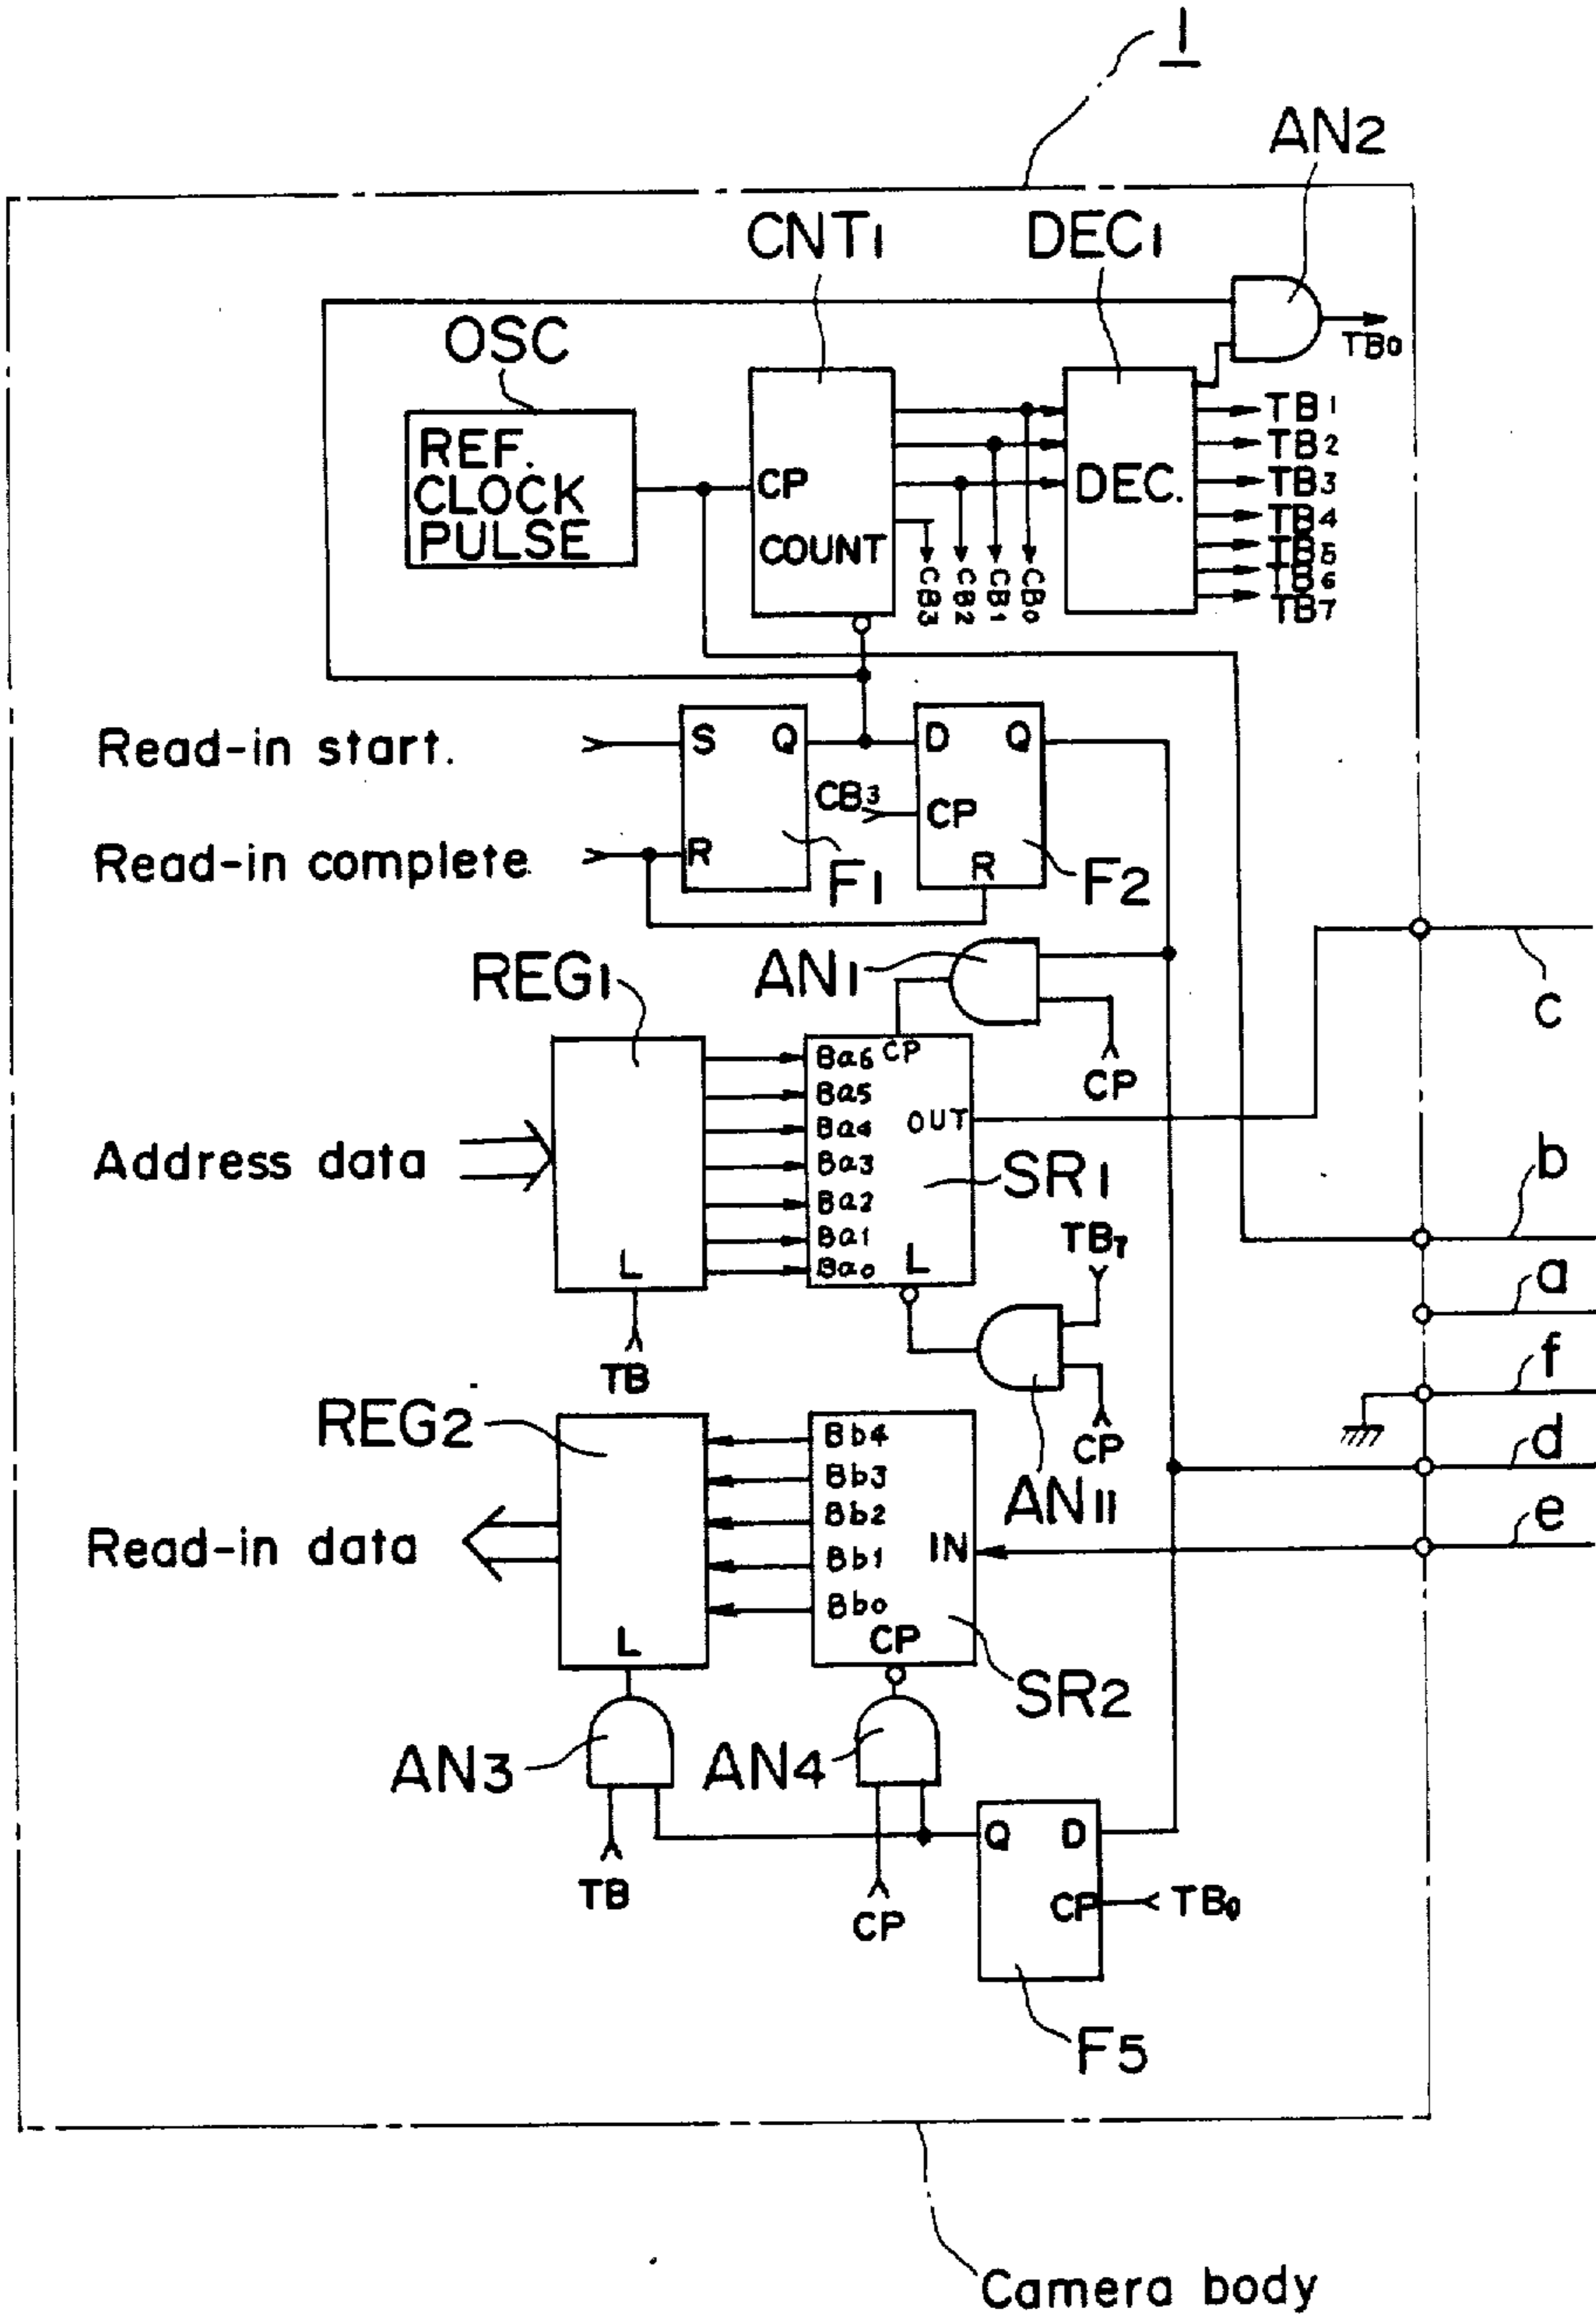 1
AN2
CNT1
DEC1
OSC
TB0
REF.
CLOCK
PULSE
CP
COUNT
DEC.
TB1
TB2
TB3
TB4
TB5
TB6
TB7
CB3
CB2
CB1
CB0
Read-in start.
S
Q
D
Q
CB3
CP
Read-in complete
R
R
F1
F2
REG1
AN1
c
CP
CP
Ba6
Ba5
Ba4
Ba3
Ba2
Ba1
Ba0
OUT
Address data
SR1
b
TB7
L
L
a
TB
f
CP
REG2
AN11
d
Bb4
Bb3
Bb2
Bb1
Bb0
IN
e
Read-in data
L
CP
SR2
AN3
AN4
Q
D
TB
CP
CP
TB0
F5
Camera body